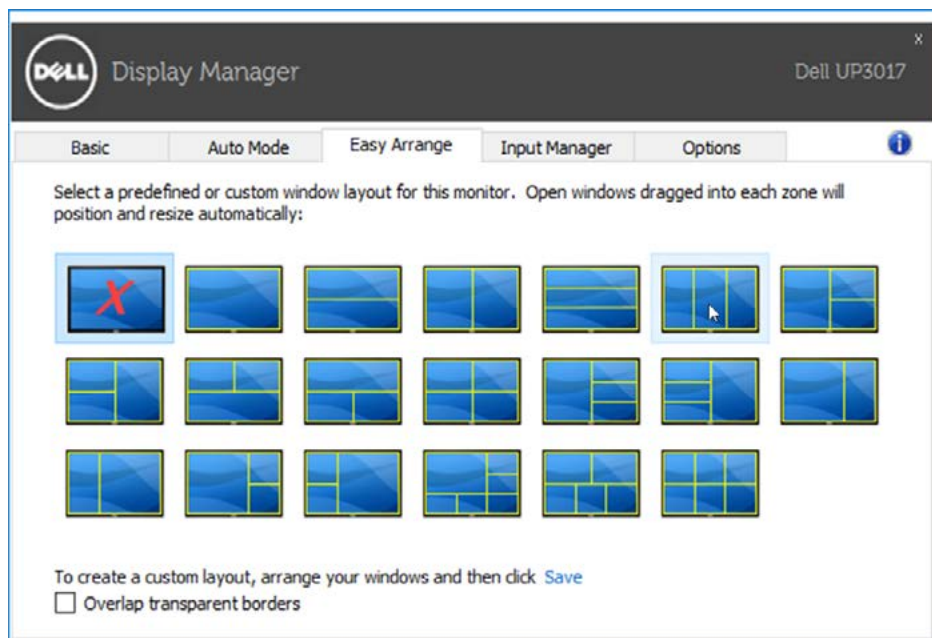 DELL Display Manager
X
Dell UP3017
Basic Auto Mode Easy Arrange Input Manager Options
Select a predefined or custom window layout for this monitor. Open windows dragged into each zone will
position and resize automatically:
To create a custom layout, arrange your windows and then click Save
Overlap transparent borders